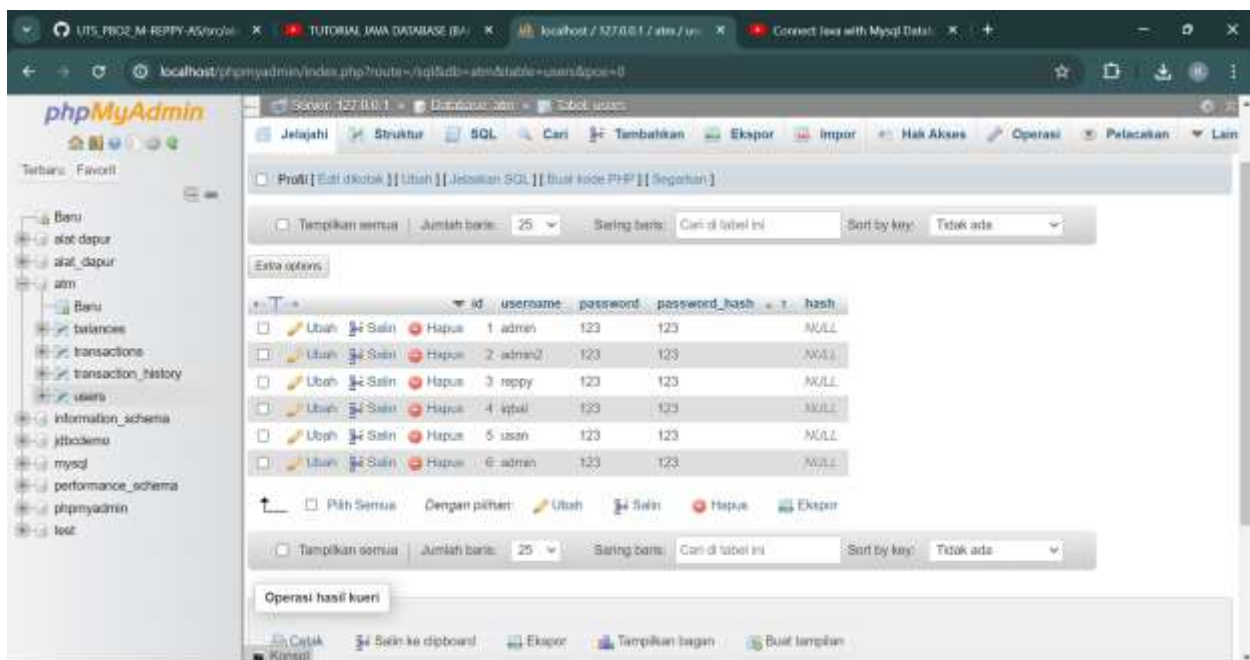 UTS_PBO2_M-REPPY-AS/src/
TUTORIAL JAVA DATABASE
localhost / 127.0.0.1 / atm /
Connect Java with Mysql
localhost/phpmyadmin/index.php?route=/sql&db=atm&table=users&pos=0
phpMyAdmin
Terbaru Favorit
Baru
alat dapur
alat_dapur
atm
Baru
balances
transactions
transaction_history
users
information_schema
jdbcdemo
mysql
performance_schema
phpmyadmin
test
Server: 127.0.0.1 » Database: atm » Tabel: users
Jelajahi Struktur SQL Cari Tambahkan Ekspor Impor Hak Akses Operasi Pelacakan Lain
Profil [ Edit dikotak ] [ Ubah ] [ Jelaskan SQL ] [ Buat kode PHP ] [ Segarkan ]
Tampilkan semua Jumlah baris: 25 Saring baris: Cari di tabel ini Sort by key: Tidak ada
Extra options
id username password password_hash 1 hash
Ubah Salin Hapus 1 admin 123 123 NULL
Ubah Salin Hapus 2 admin2 123 123 NULL
Ubah Salin Hapus 3 reppy 123 123 NULL
Ubah Salin Hapus 4 iqbal 123 123 NULL
Ubah Salin Hapus 5 usan 123 123 NULL
Ubah Salin Hapus 6 admin 123 123 NULL
Pilih Semua Dengan pilihan: Ubah Salin Hapus Ekspor
Tampilkan semua Jumlah baris: 25 Saring baris: Cari di tabel ini Sort by key: Tidak ada
Operasi hasil kueri
Cetak Salin ke clipboard Ekspor Tampilkan bagan Buat tampilan
Konsol